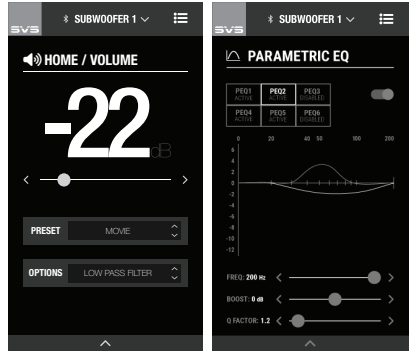 SVS
SUBWOOFER 1
HOME / VOLUME
-22
dB
PRESET MOVIE
OPTIONS LOW PASS FILTER
SVS
SUBWOOFER 1
PARAMETRIC EQ
PEQ1 PEQ2 PEQ3
ACTIVE ACTIVE DISABLED
PEQ4 PEQ5 PEQ6
ACTIVE ACTIVE DISABLED
0 20 40 50 100 200
6
4
2
0
-2
-4
-6
-8
-10
-12
FREQ: 200 Hz
BOOST: 0 dB
Q FACTOR: 1.2